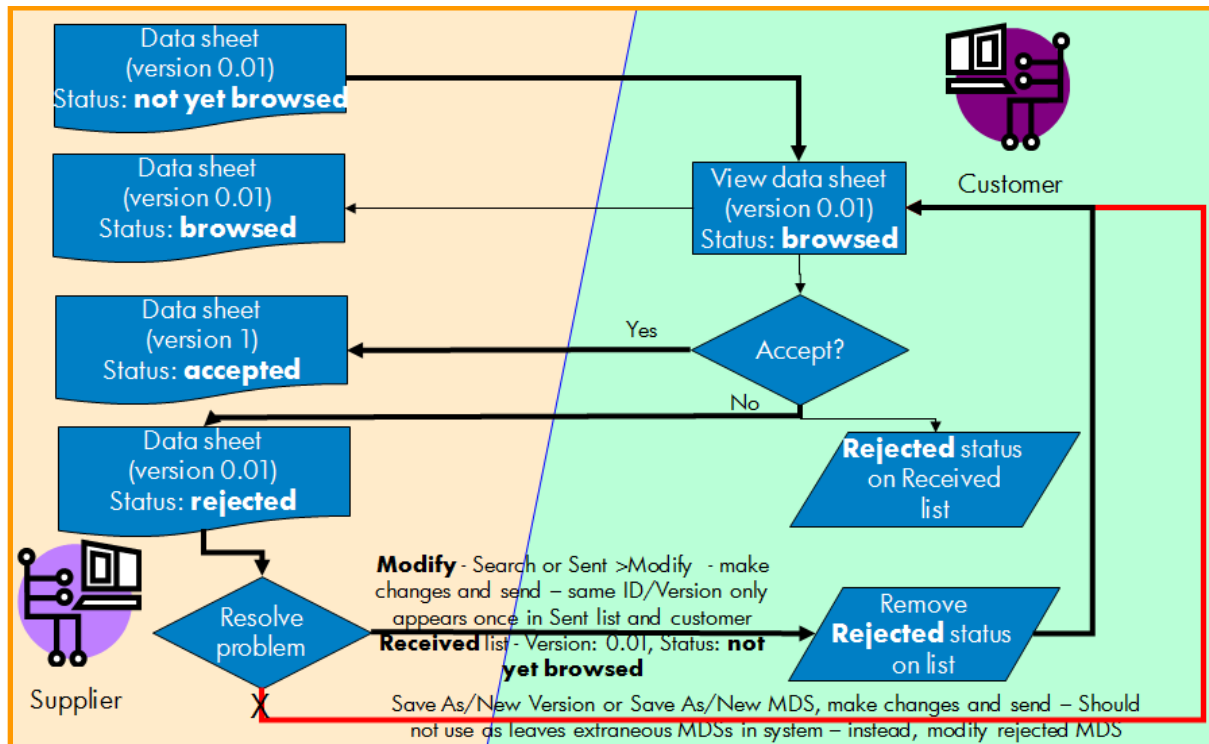 Data sheet
(version 0.01)
Status: not yet browsed
Customer
Data sheet
(version 0.01)
Status: browsed
View data sheet
(version 0.01)
Status: browsed
Data sheet
(version 1)
Status: accepted
Yes
Accept?
No
Data sheet
(version 0.01)
Status: rejected
Rejected status
on Received
list
Supplier
Resolve
problem
X
Modify - Search or Sent >Modify - make
changes and send – same ID/Version only
appears once in Sent list and customer
Received list - Version: 0.01, Status: not
yet browsed
Remove
Rejected status
on list
Save As/New Version or Save As/New MDS, make changes and send – Should
not use as leaves extraneous MDSs in system – instead, modify rejected MDS